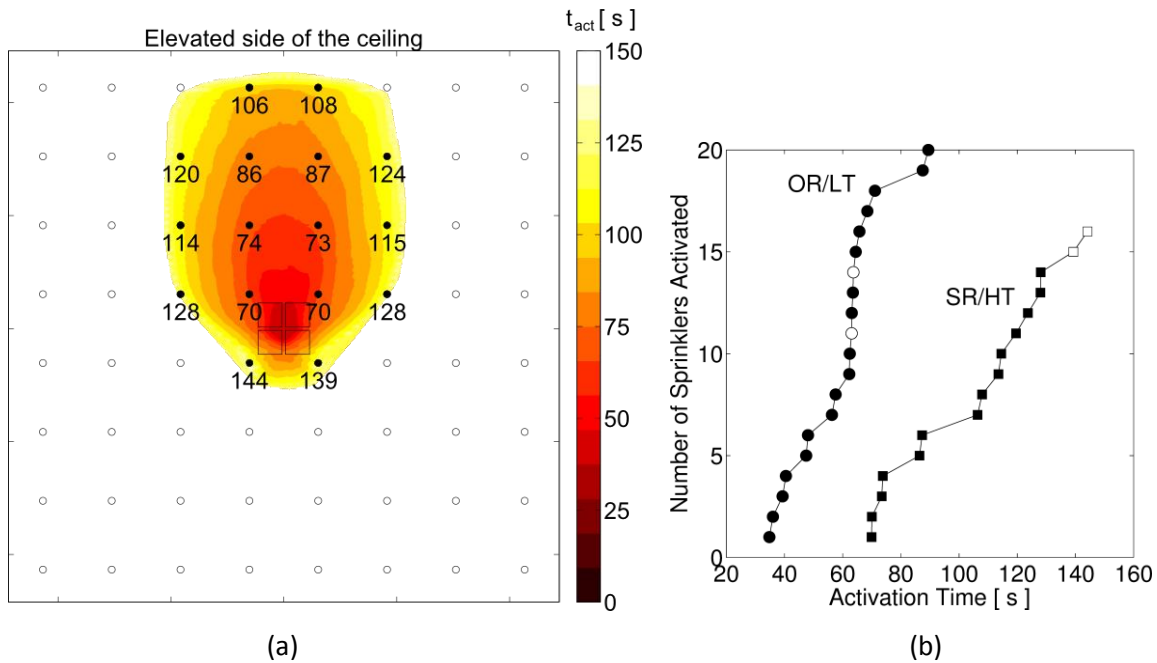 t_act [ s ]
Elevated side of the ceiling
150
125
100
75
50
25
0
106 108
120 86 87 124
114 74 73 115
128 70 70 128
144 139
(a)
Number of Sprinklers Activated
20
15
10
5
0
OR/LT
SR/HT
20 40 60 80 100 120 140 160
Activation Time [ s ]
(b)